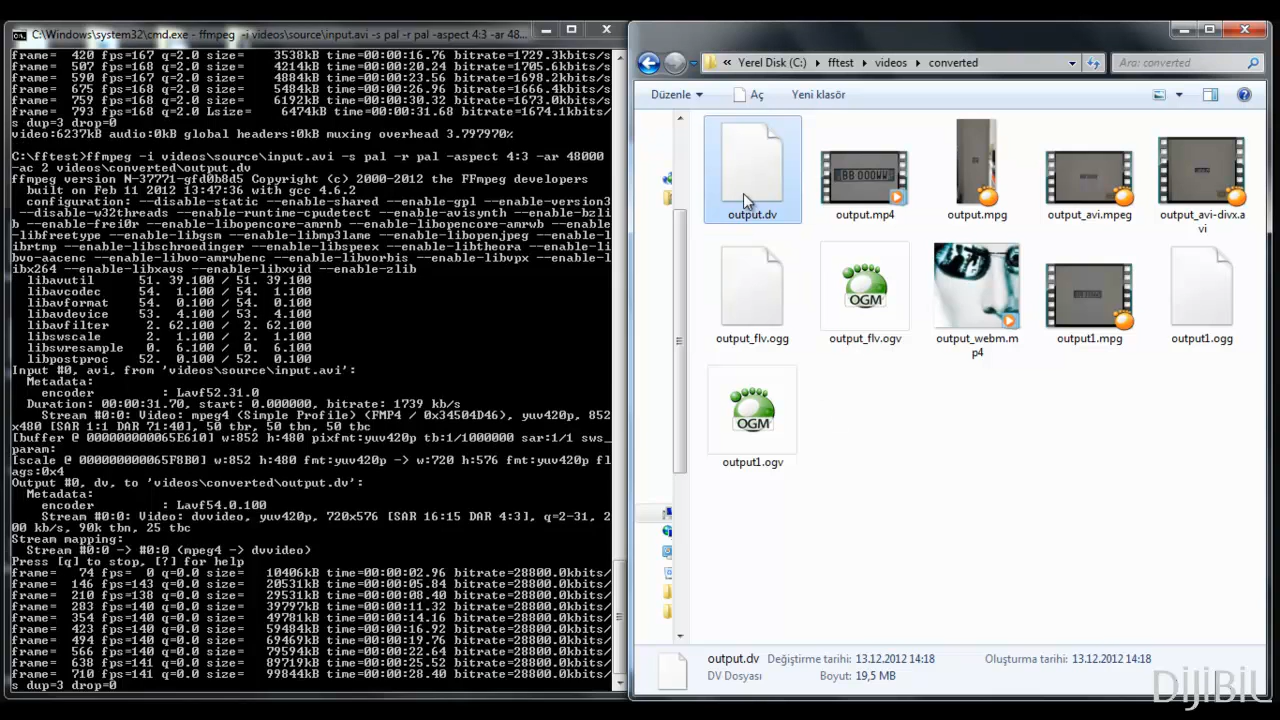 C:\Windows\system32\cmd.exe - ffmpeg -i videos\source\input.avi -s pal -r pal -aspect 4:3 -ar 48...
frame= 420 fps=167 q=2.0 size= 3538kB time=00:00:16.76 bitrate=1729.3kbits/s
frame= 507 fps=168 q=2.0 size= 4214kB time=00:00:20.24 bitrate=1705.6kbits/s
frame= 590 fps=167 q=2.0 size= 4884kB time=00:00:23.56 bitrate=1698.2kbits/s
frame= 675 fps=168 q=2.0 size= 5484kB time=00:00:26.96 bitrate=1666.4kbits/s
frame= 759 fps=168 q=2.0 size= 6192kB time=00:00:30.32 bitrate=1673.0kbits/s
frame= 793 fps=168 q=2.0 Lsize= 6474kB time=00:00:31.68 bitrate=1674.1kbits/
s dup=3 drop=0
video:6237kB audio:0kB global headers:0kB muxing overhead 3.797970%
C:\fftest>ffmpeg -i videos\source\input.avi -s pal -r pal -aspect 4:3 -ar 48000
-ac 2 videos\converted\output.dv
ffmpeg version N-37771-gfd0b8d5 Copyright (c) 2000-2012 the FFmpeg developers
built on Feb 11 2012 13:47:36 with gcc 4.6.2
configuration: --disable-static --enable-shared --enable-gpl --enable-version3
--disable-w32threads --enable-runtime-cpudetect --enable-avisynth --enable-bzli
b --enable-frei0r --enable-libopencore-amrnb --enable-libopencore-amrwb --enabl
e-libfreetype --enable-libgsm --enable-libmp3lame --enable-libopenjpeg --enable-
librtmp --enable-libschroedinger --enable-libspeex --enable-libtheora --enable-l
ibvo-aacenc --enable-libvo-amrwbenc --enable-libvorbis --enable-libvpx --enable-l
ibx264 --enable-libxavs --enable-libxvid --enable-zlib
libavutil 51. 39.100 / 51. 39.100
libavcodec 54. 1.100 / 54. 1.100
libavformat 54. 0.100 / 54. 0.100
libavdevice 53. 4.100 / 53. 4.100
libavfilter 2. 62.100 / 2. 62.100
libswscale 2. 1.100 / 2. 1.100
libswresample 0. 6.100 / 0. 6.100
libpostproc 52. 0.100 / 52. 0.100
Input #0, avi, from 'videos\source\input.avi':
Metadata:
encoder : Lavf52.31.0
Duration: 00:00:31.70, start: 0.000000, bitrate: 1739 kb/s
Stream #0:0: Video: mpeg4 (Simple Profile) (FMP4 / 0x34504D46), yuv420p, 852
x480 [SAR 1:1 DAR 71:40], 50 tbr, 50 tbn, 50 tbc
[buffer @ 000000000065E610] w:852 h:480 pixfmt:yuv420p tb:1/1000000 sar:1/1 sws_
param:
[scale @ 000000000065F8B0] w:852 h:480 fmt:yuv420p -> w:720 h:576 fmt:yuv420p fl
ags:0x4
Output #0, dv, to 'videos\converted\output.dv':
Metadata:
encoder : Lavf54.0.100
Stream #0:0: Video: dvvideo, yuv420p, 720x576 [SAR 16:15 DAR 4:3], q=2-31, 2
00 kb/s, 90k tbn, 25 tbc
Stream mapping:
Stream #0:0 -> #0:0 (mpeg4 -> dvvideo)
Press [q] to stop, [?] for help
frame= 74 fps= 0 q=0.0 size= 10406kB time=00:00:02.96 bitrate=28800.0kbits/
frame= 146 fps=143 q=0.0 size= 20531kB time=00:00:05.84 bitrate=28800.0kbits/
frame= 210 fps=138 q=0.0 size= 29531kB time=00:00:08.40 bitrate=28800.0kbits/
frame= 283 fps=140 q=0.0 size= 39797kB time=00:00:11.32 bitrate=28800.0kbits/
frame= 354 fps=140 q=0.0 size= 49781kB time=00:00:14.16 bitrate=28800.0kbits/
frame= 423 fps=140 q=0.0 size= 59484kB time=00:00:16.92 bitrate=28800.0kbits/
frame= 494 fps=140 q=0.0 size= 69469kB time=00:00:19.76 bitrate=28800.0kbits/
frame= 566 fps=140 q=0.0 size= 79594kB time=00:00:22.64 bitrate=28800.0kbits/
frame= 638 fps=141 q=0.0 size= 89719kB time=00:00:25.52 bitrate=28800.0kbits/
frame= 710 fps=141 q=0.0 size= 99844kB time=00:00:28.40 bitrate=28800.0kbits/
s dup=3 drop=0
« Yerel Disk (C:) fftest videos converted
Ara: converted
Düzenle Aç Yeni klasör
output.dv output.mp4 output.mpg output_avi.mpeg output_avi-divx.a
vi
output_flv.ogg output_flv.ogv output_webm.m output1.mpg output1.ogg
p4
OGM
OGM
output1.ogv
output.dv Değiştirme tarihi: 13.12.2012 14:18 Oluşturma tarihi: 13.12.2012 14:18
DV Dosyası Boyut: 19,5 MB
DijiBiL